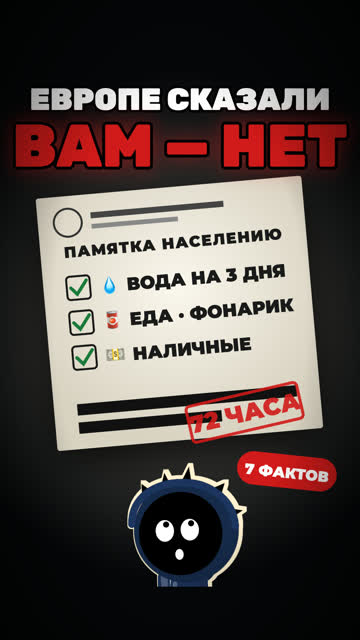 ЕВРОПЕ СКАЗАЛИ
ВАМ – НЕТ
ПАМЯТКА НАСЕЛЕНИЮ
ВОДА НА 3 ДНЯ
ЕДА • ФОНАРИК
НАЛИЧНЫЕ
72 ЧАСА
7 ФАКТОВ